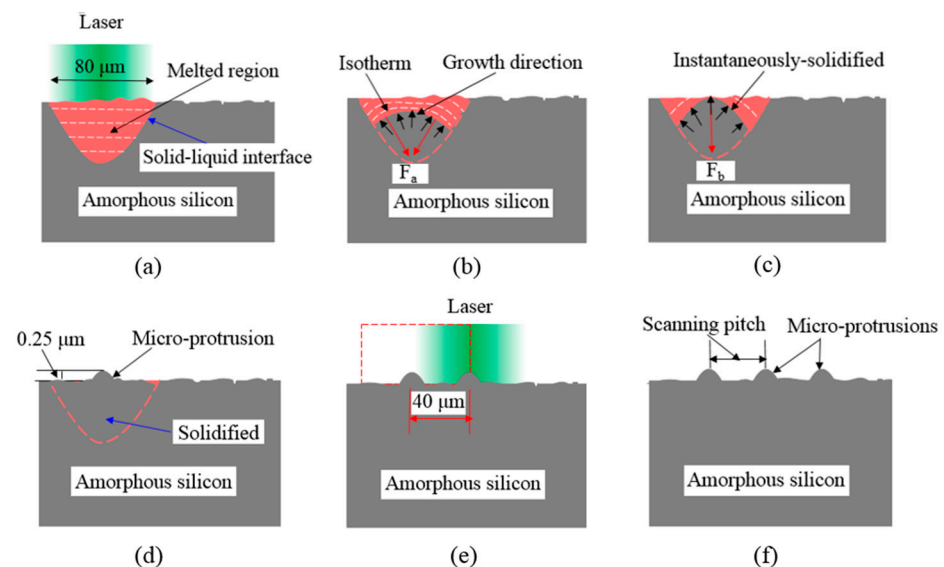 Laser
80 μm
Melted region
Solid-liquid interface
Amorphous silicon
(a)
Isotherm
Growth direction
Fa
Amorphous silicon
(b)
Instantaneously-solidified
Fb
Amorphous silicon
(c)
0.25 μm
Micro-protrusion
Solidified
Amorphous silicon
(d)
Laser
40 μm
Amorphous silicon
(e)
Scanning pitch
Micro-protrusions
Amorphous silicon
(f)